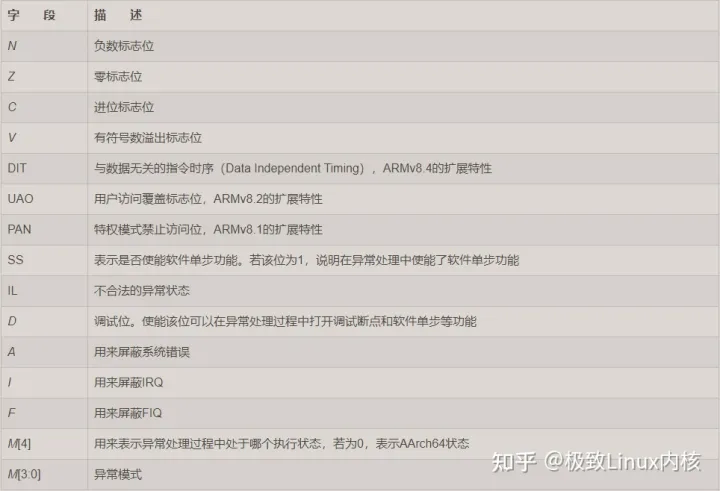 字 段 描 述
N 负数标志位
Z 零标志位
C 进位标志位
V 有符号数溢出标志位
DIT 与数据无关的指令时序（Data Independent Timing），ARMv8.4的扩展特性
UAO 用户访问覆盖标志位，ARMv8.2的扩展特性
PAN 特权模式禁止访问位，ARMv8.1的扩展特性
SS 表示是否使能软件单步功能。若该位为1，说明在异常处理中使能了软件单步功能
IL 不合法的异常状态
D 调试位。使能该位可以在异常处理过程中打开调试断点和软件单步等功能
A 用来屏蔽系统错误
I 用来屏蔽IRQ
F 用来屏蔽FIQ
M[4] 用来表示异常处理过程中处于哪个执行状态，若为0，表示AArch64状态
M[3:0] 异常模式
知乎 @极致Linux内核